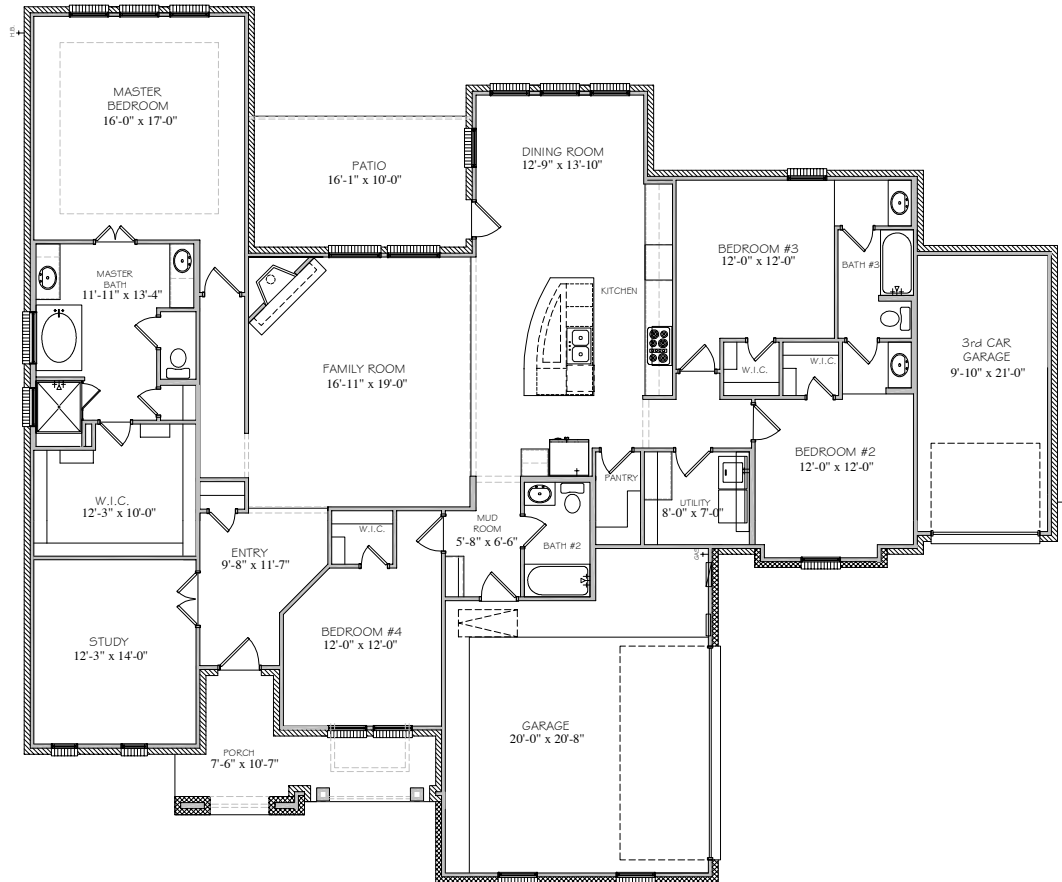 H.B.
MASTER
BEDROOM
16'-0" x 17'-0"
PATIO
16'-1" x 10'-0"
DINING ROOM
12'-9" x 13'-10"
BEDROOM #3
12'-0" x 12'-0"
BATH #3
MASTER
BATH
11'-11" x 13'-4"
KITCHEN
3rd CAR
GARAGE
9'-10" x 21'-0"
FAMILY ROOM
16'-11" x 19'-0"
W.I.C.
W.I.C.
BEDROOM #2
12'-0" x 12'-0"
W.I.C.
12'-3" x 10'-0"
PANTRY
UTILITY
8'-0" x 7'-0"
MUD
ROOM
5'-8" x 6'-6"
W.I.C.
BATH #2
ENTRY
9'-8" x 11'-7"
GAS
STUDY
12'-3" x 14'-0"
BEDROOM #4
12'-0" x 12'-0"
GARAGE
20'-0" x 20'-8"
PORCH
7'-6" x 10'-7"